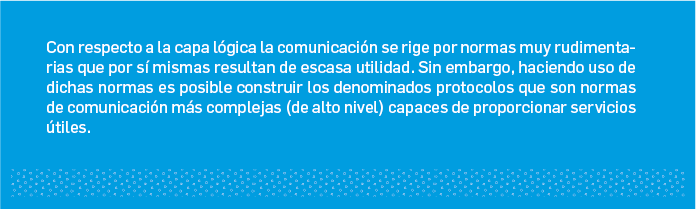 Con respecto a la capa lógica la comunicación se rige por normas muy rudimenta-
rias que por sí mismas resultan de escasa utilidad. Sin embargo, haciendo uso de
dichas normas es posible construir los denominados protocolos que son normas
de comunicación más complejas (de alto nivel) capaces de proporcionar servicios
útiles.